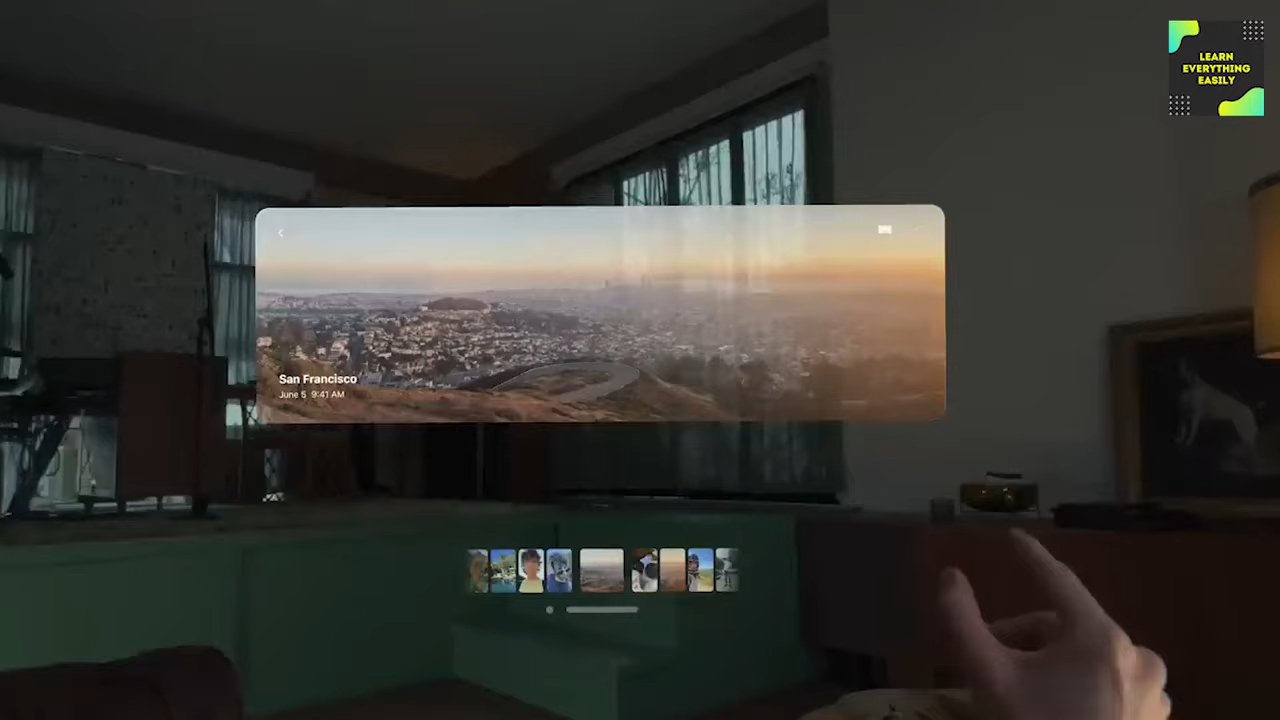 LEARN
EVERYTHING
EASILY
San Francisco
June 5 9:41 AM